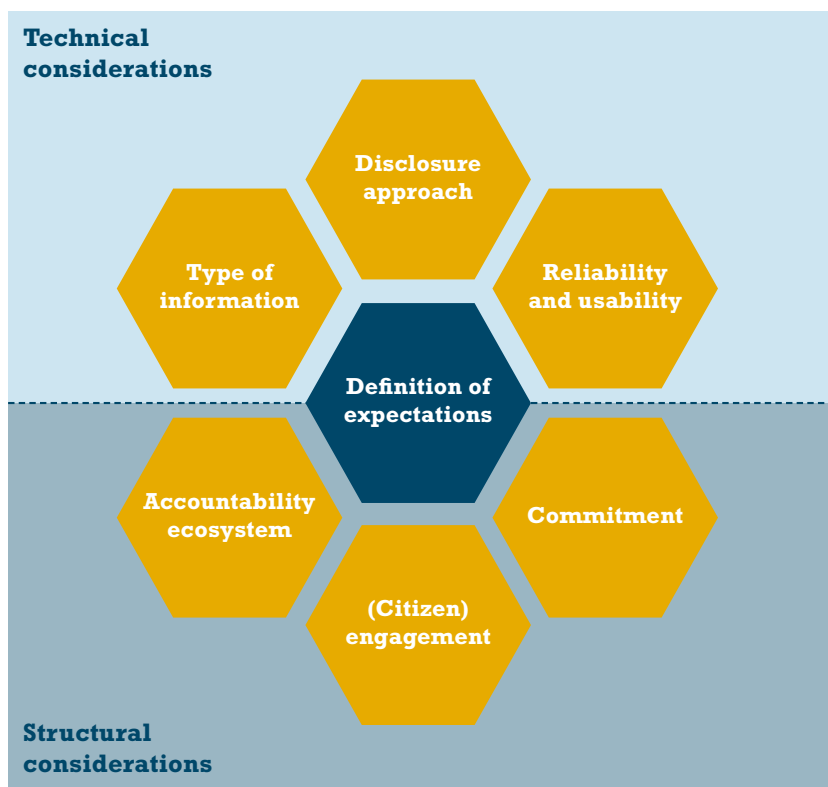 Technical
considerations
Disclosure
approach
Type of
information
Reliability
and usability
Definition of
expectations
Accountability
ecosystem
Commitment
(Citizen)
engagement
Structural
considerations